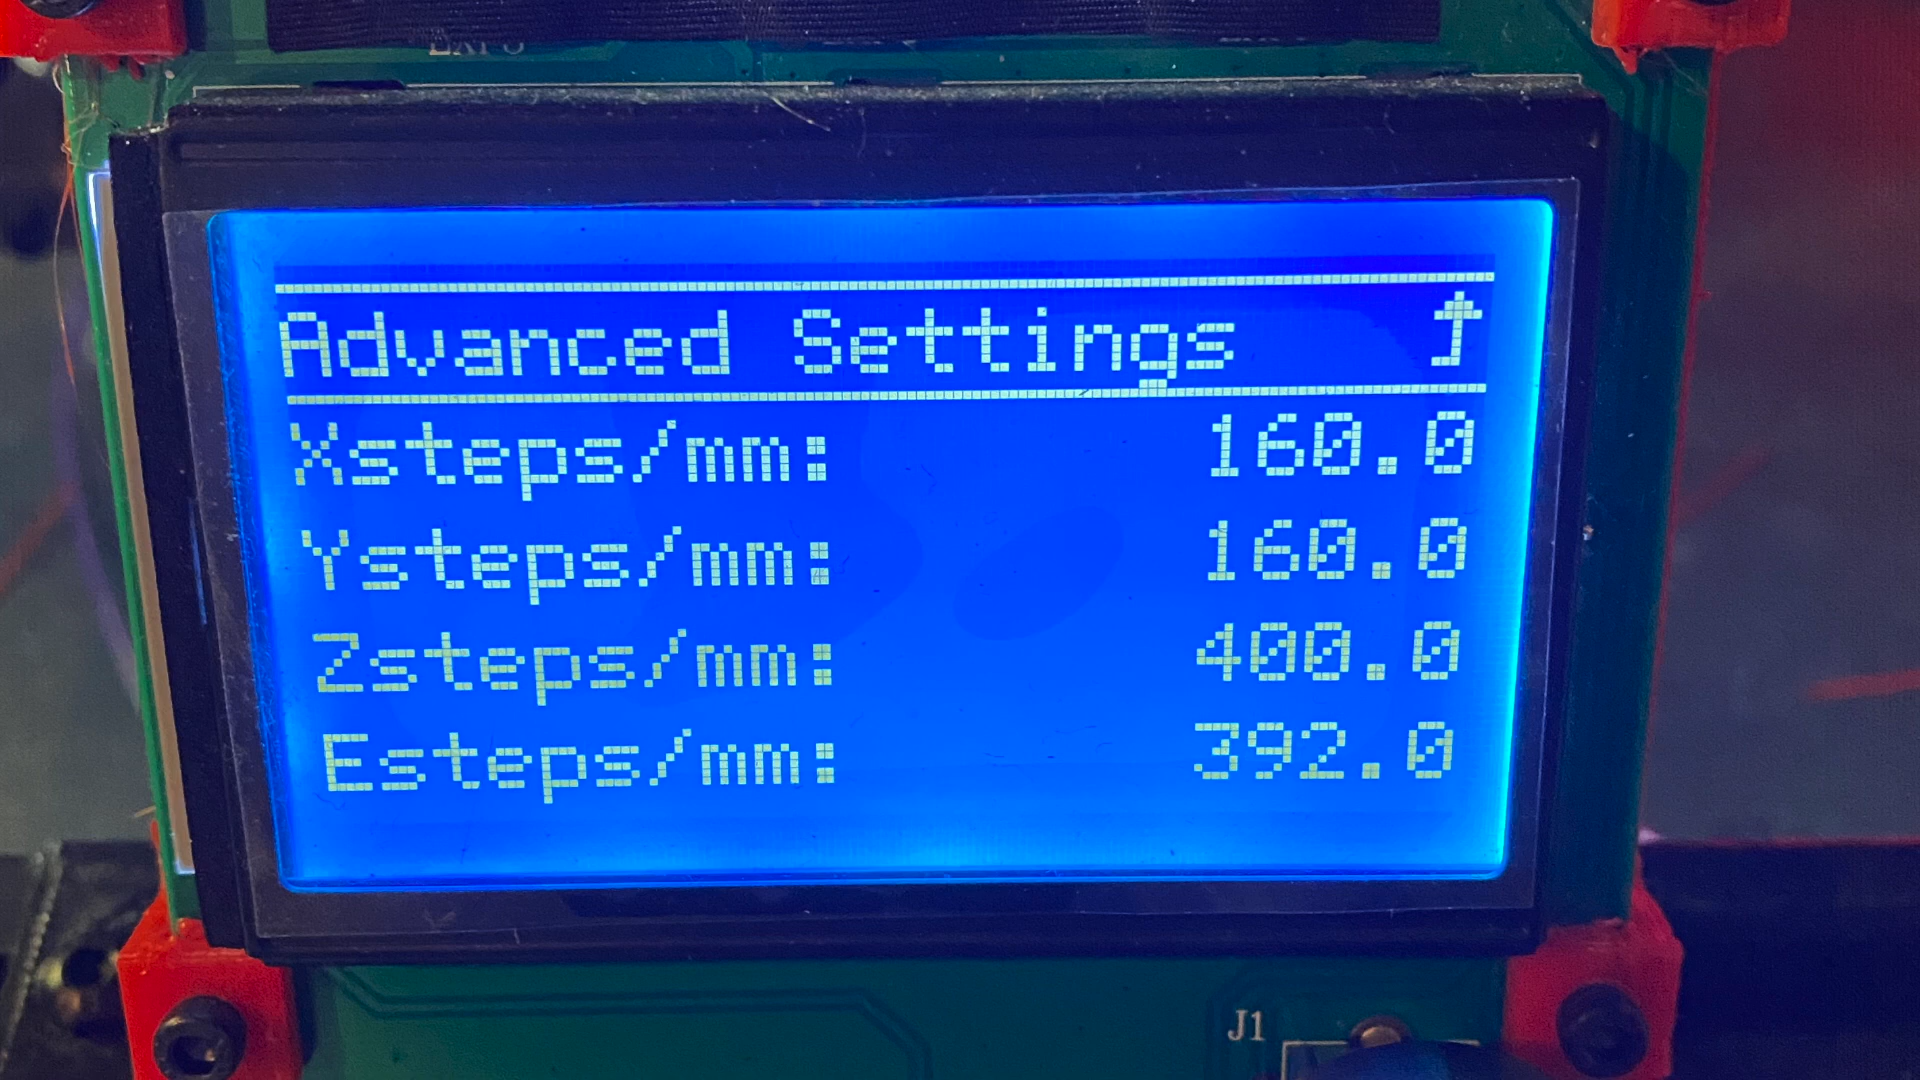 Advanced Settings
Xsteps/mm: 160.0
Ysteps/mm: 160.0
Zsteps/mm: 400.0
Esteps/mm: 392.0
J1